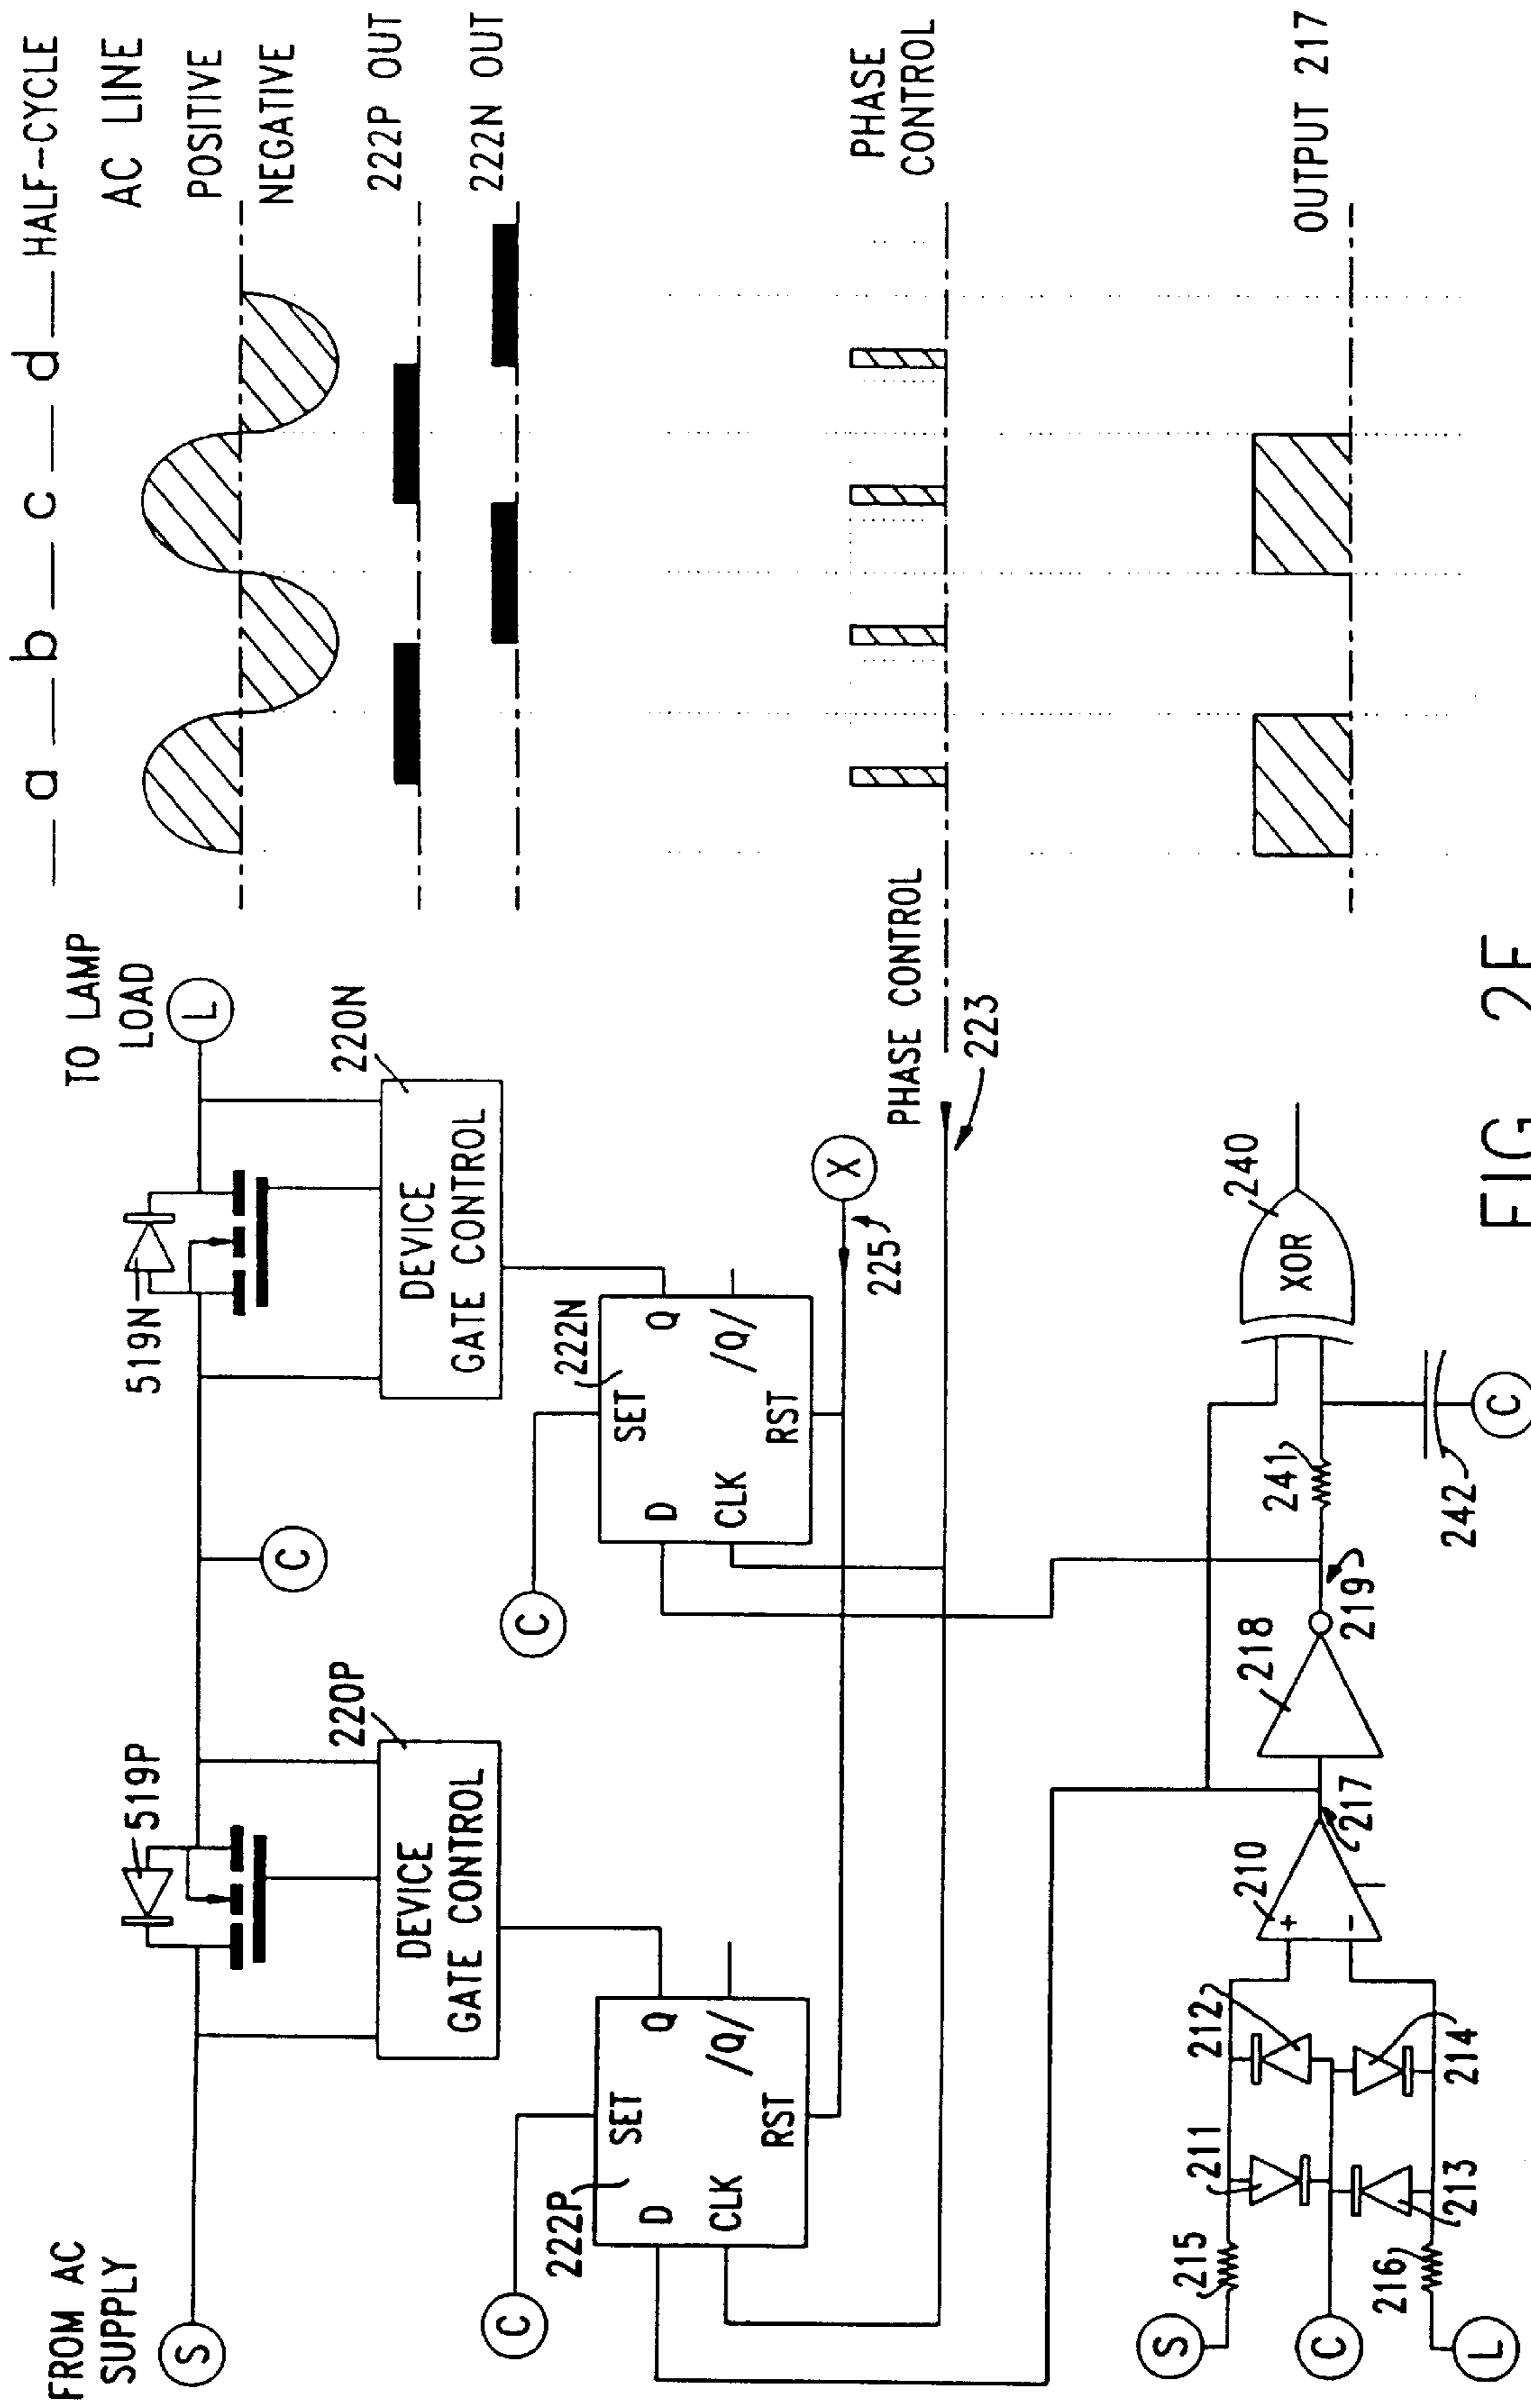 FROM AC
SUPPLY
S
519P
C
519N
TO LAMP
LOAD
L
DEVICE
GATE CONTROL
220P
DEVICE
GATE CONTROL
220N
C
222P
SET
D
Q
CLK
/Q/
RST
C
222N
SET
D
Q
CLK
/Q/
RST
X
225
PHASE CONTROL
223
S
215
211
212
C
216
213
214
L
+
-
210
217
218
219
241
242
C
XOR
240
a
b
c
d
HALF-CYCLE
AC LINE
POSITIVE
NEGATIVE
222P OUT
222N OUT
PHASE
CONTROL
OUTPUT 217